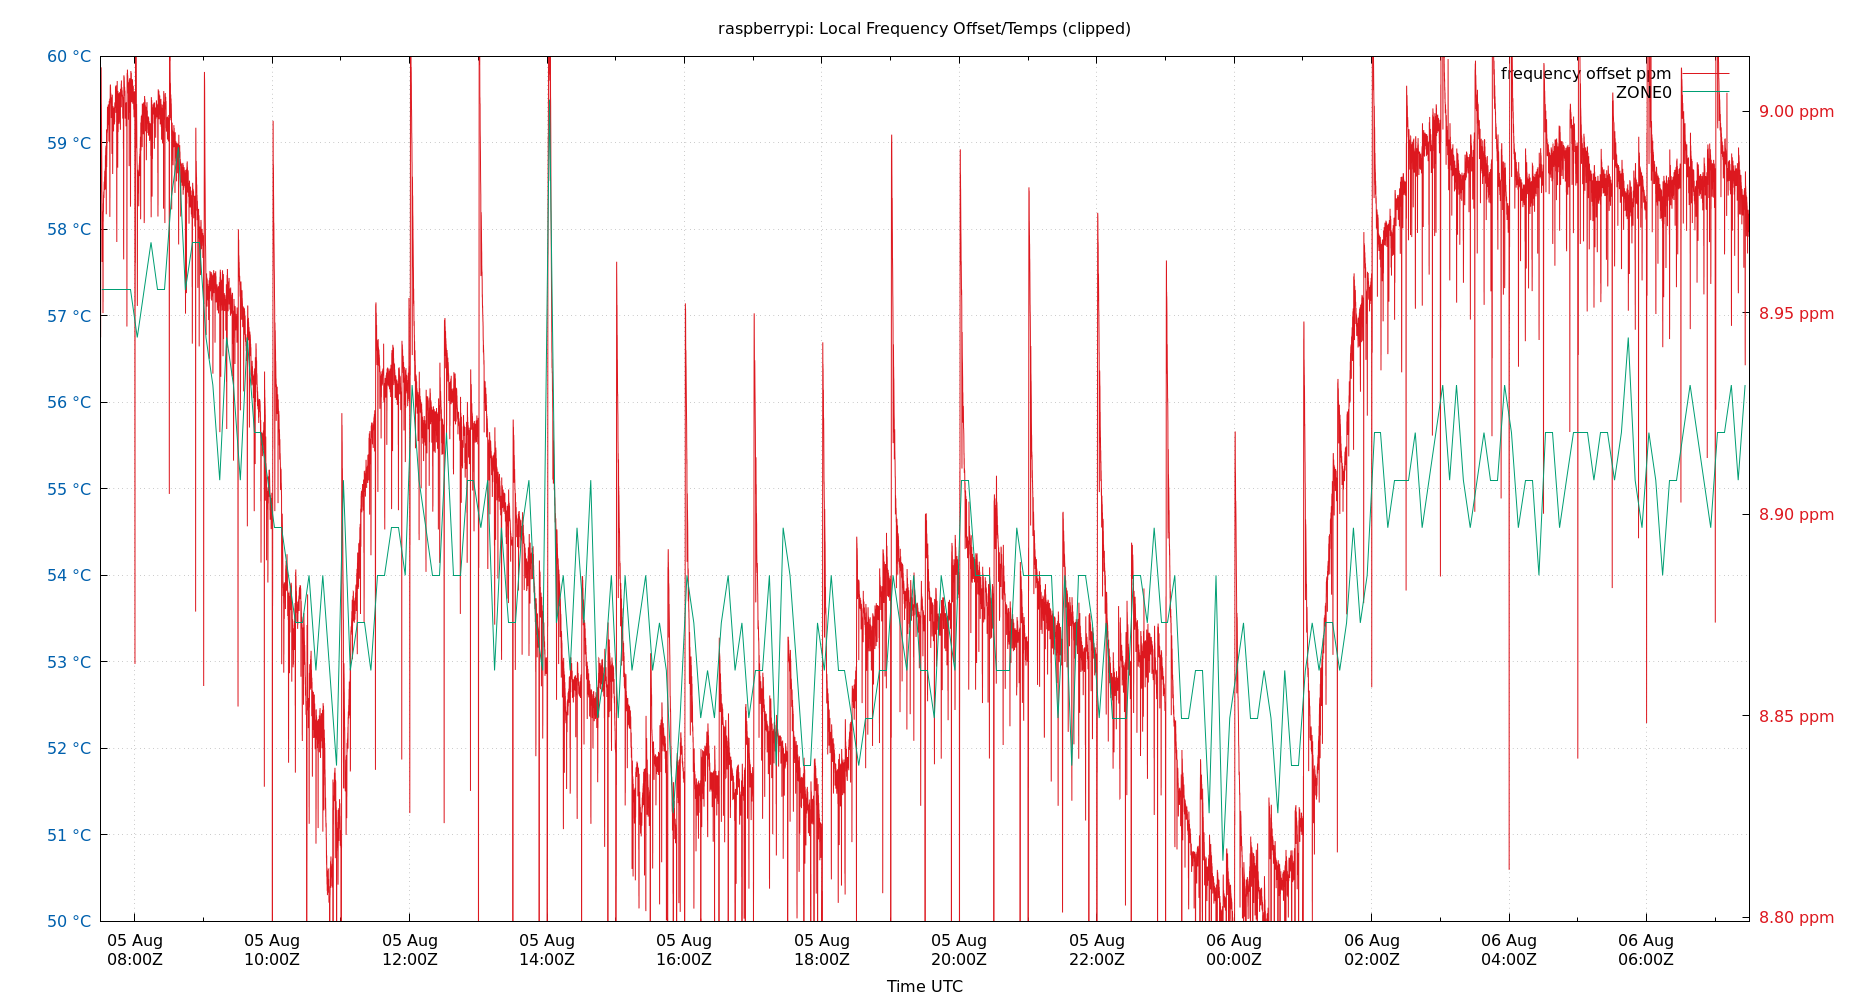 raspberrypi: Local Frequency Offset/Temps (clipped)
60 °C
59 °C
58 °C
57 °C
56 °C
55 °C
54 °C
53 °C
52 °C
51 °C
50 °C
frequency offset ppm
ZONE0
9.00 ppm
8.95 ppm
8.90 ppm
8.85 ppm
8.80 ppm
05 Aug 05 Aug 05 Aug 05 Aug 05 Aug 05 Aug 05 Aug 05 Aug 06 Aug 06 Aug 06 Aug 06 Aug
08:00Z 10:00Z 12:00Z 14:00Z 16:00Z 18:00Z 20:00Z 22:00Z 00:00Z 02:00Z 04:00Z 06:00Z
Time UTC